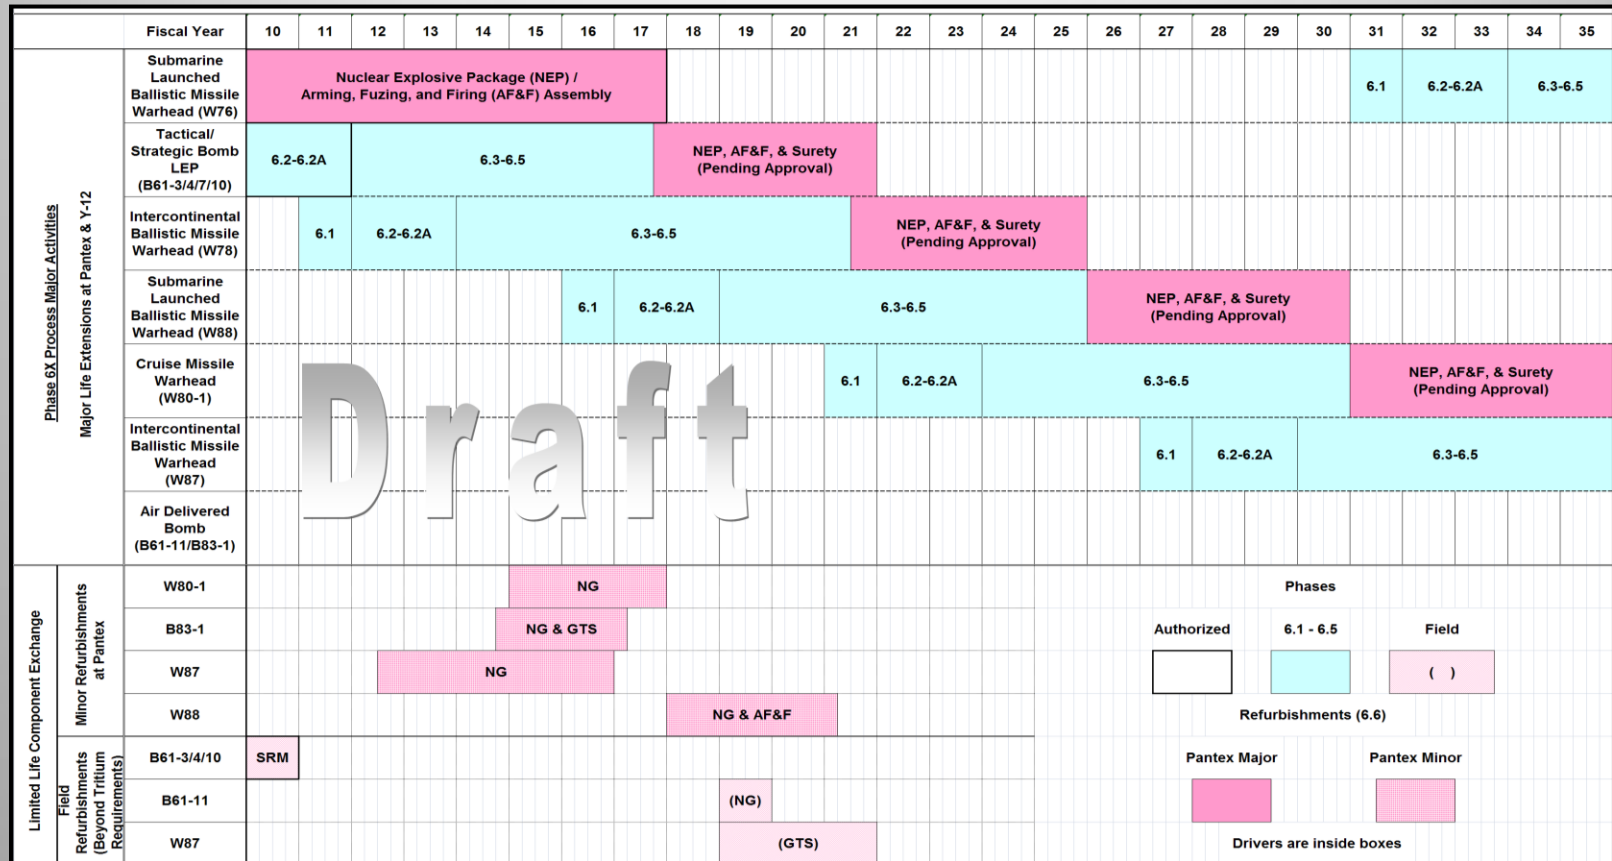 Fiscal Year 10 11 12 13 14 15 16 17 18 19 20 21 22 23 24 25 26 27 28 29 30 31 32 33 34 35
Phase 6X Process Major Activities
Major Life Extensions at Pantex & Y-12
Submarine
Launched
Ballistic Missile
Warhead (W76)
Nuclear Explosive Package (NEP) /
Arming, Fuzing, and Firing (AF&F) Assembly
6.1 6.2-6.2A 6.3-6.5
Tactical/
Strategic Bomb
LEP
(B61-3/4/7/10)
6.2-6.2A 6.3-6.5
NEP, AF&F, & Surety
(Pending Approval)
Intercontinental
Ballistic Missile
Warhead (W78)
6.1 6.2-6.2A 6.3-6.5
NEP, AF&F, & Surety
(Pending Approval)
Submarine
Launched
Ballistic Missile
Warhead (W88)
6.1 6.2-6.2A 6.3-6.5
NEP, AF&F, & Surety
(Pending Approval)
Cruise Missile
Warhead
(W80-1)
6.1 6.2-6.2A 6.3-6.5
NEP, AF&F, & Surety
(Pending Approval)
Intercontinental
Ballistic Missile
Warhead
(W87)
6.1 6.2-6.2A 6.3-6.5
Draft
Air Delivered
Bomb
(B61-11/B83-1)
Limited Life Component Exchange
Minor Refurbishments
at Pantex
W80-1 NG
B83-1 NG & GTS
W87 NG
W88 NG & AF&F
Field
Refurbishments
(Beyond Tritium
Requirements)
B61-3/4/10 SRM
B61-11 (NG)
W87 (GTS)
Phases
Authorized 6.1 - 6.5 Field
( )
Refurbishments (6.6)
Pantex Major Pantex Minor
Drivers are inside boxes